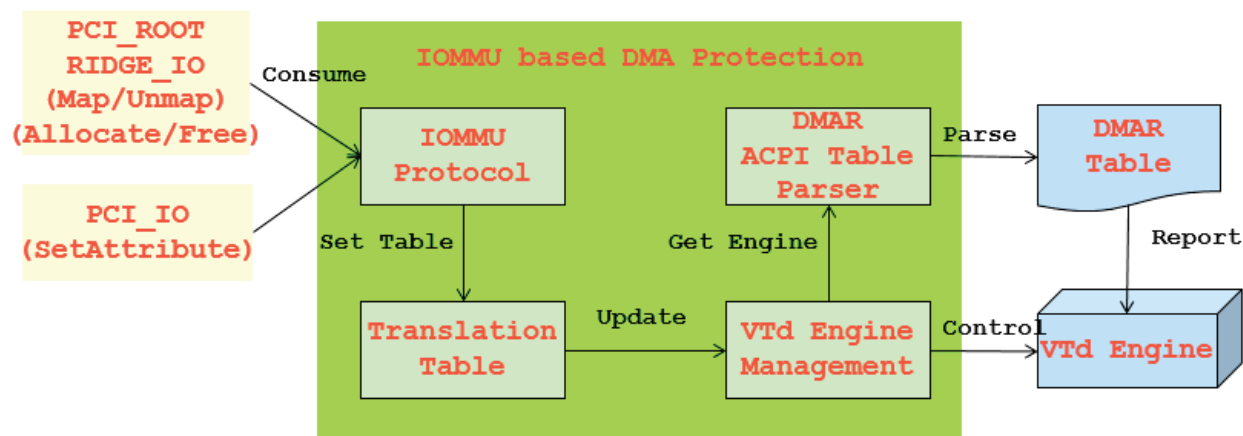 PCI_ROOT
RIDGE_IO
(Map/Unmap)
(Allocate/Free)
Consume
PCI_IO
(SetAttribute)
IOMMU based DMA Protection
IOMMU
Protocol
DMAR
ACPI Table
Parser
Parse
DMAR
Table
Set Table
Get Engine
Report
Translation
Table
Update
VTd Engine
Management
Control
VTd Engine